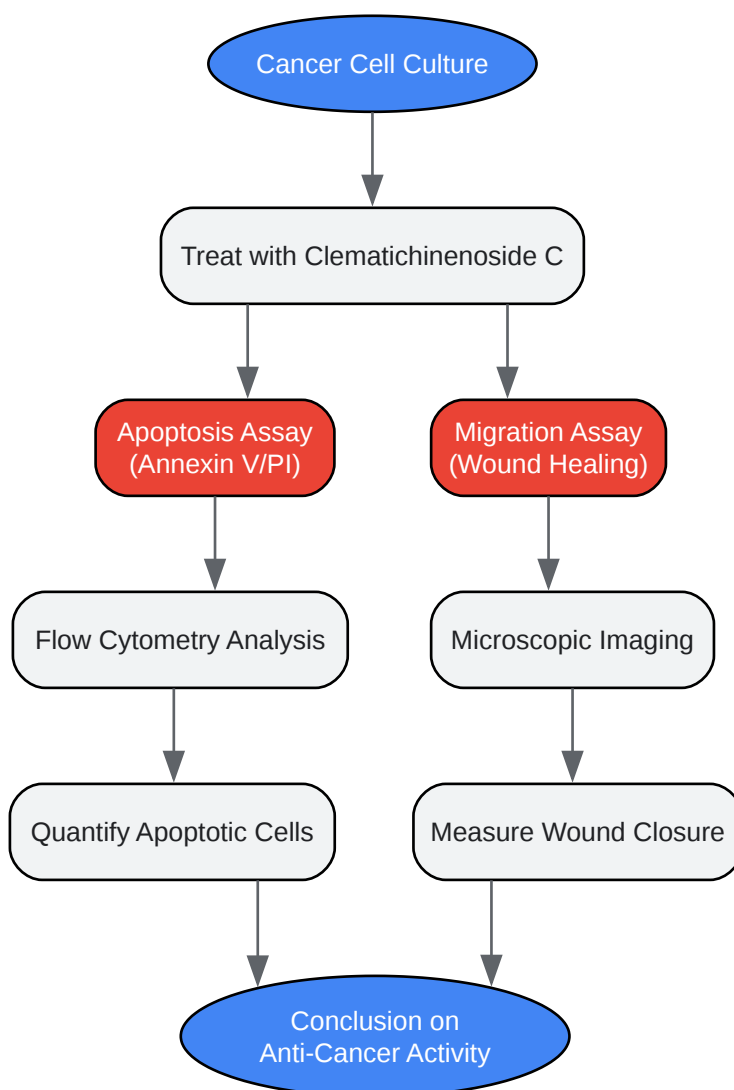 Cancer Cell Culture
Treat with Clematichinenoside C
Apoptosis Assay
(Annexin V/PI)
Migration Assay
(Wound Healing)
Flow Cytometry Analysis
Microscopic Imaging
Quantify Apoptotic Cells
Measure Wound Closure
Conclusion on
Anti-Cancer Activity